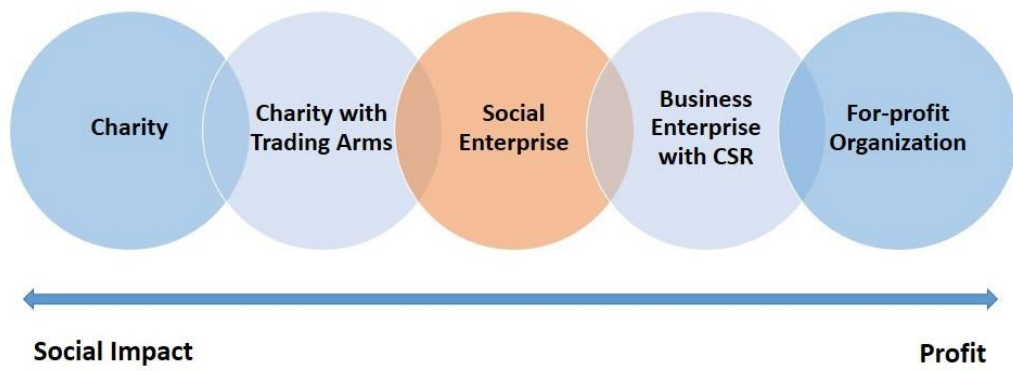 Charity
Charity with
Trading Arms
Social
Enterprise
Business
Enterprise
with CSR
For-profit
Organization
Social Impact
Profit